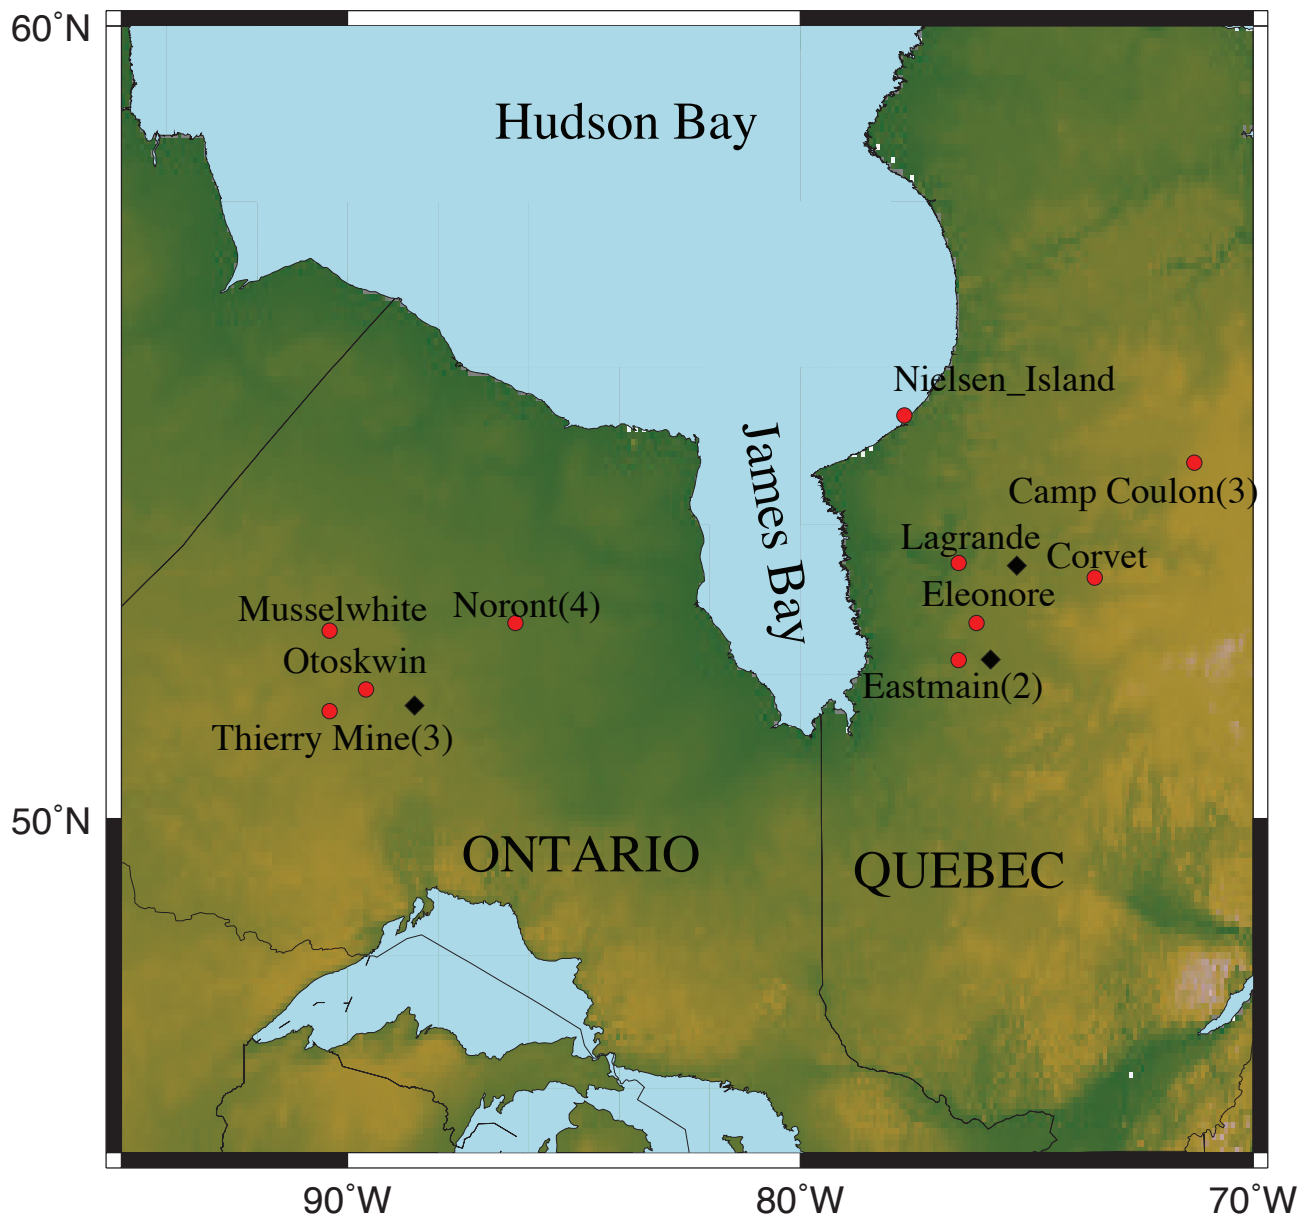 60°N
Hudson Bay
Nielsen_Island
James Bay
Camp Coulon(3)
Lagrande
Corvet
Eleonore
Musselwhite
Noront(4)
Otoskwin
Eastmain(2)
Thierry Mine(3)
50°N
ONTARIO
QUEBEC
90°W
80°W
70°W